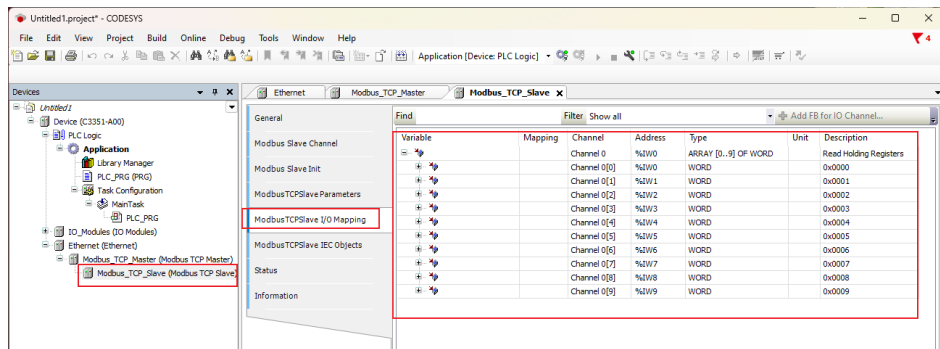 Untitled1.project* - CODESYS
File Edit View Project Build Online Debug Tools Window Help
4
Application [Device: PLC Logic]
Devices
Untitled1
Device (C3351-A00)
PLC Logic
Application
Library Manager
PLC_PRG (PRG)
Task Configuration
MainTask
PLC_PRG
IO_Modules (IO Modules)
Ethernet (Ethernet)
Modbus_TCP_Master (Modbus TCP Master)
Modbus_TCP_Slave (Modbus TCP Slave)
Ethernet Modbus_TCP_Master Modbus_TCP_Slave
General
Modbus Slave Channel
Modbus Slave Init
ModbusTCPSlave Parameters
ModbusTCPSlave I/O Mapping
ModbusTCPSlave IEC Objects
Status
Information
Find Filter Show all Add FB for IO Channel...
Variable Mapping Channel Address Type Unit Description
Channel 0 %IW0 ARRAY [0..9] OF WORD Read Holding Registers
Channel 0[0] %IW0 WORD 0x0000
Channel 0[1] %IW1 WORD 0x0001
Channel 0[2] %IW2 WORD 0x0002
Channel 0[3] %IW3 WORD 0x0003
Channel 0[4] %IW4 WORD 0x0004
Channel 0[5] %IW5 WORD 0x0005
Channel 0[6] %IW6 WORD 0x0006
Channel 0[7] %IW7 WORD 0x0007
Channel 0[8] %IW8 WORD 0x0008
Channel 0[9] %IW9 WORD 0x0009